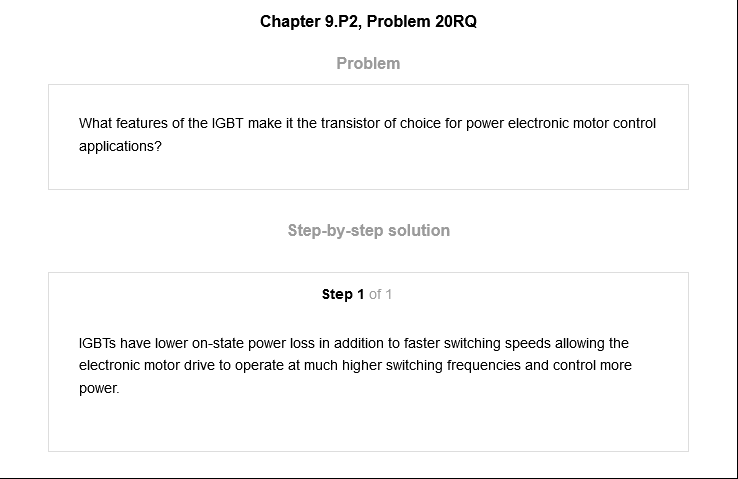 Chapter 9.P2, Problem 20RQ
Problem
What features of the IGBT make it the transistor of choice for power electronic motor control
applications?
Step-by-step solution
Step 1 of 1
IGBTs have lower on-state power loss in addition to faster switching speeds allowing the
electronic motor drive to operate at much higher switching frequencies and control more
power.